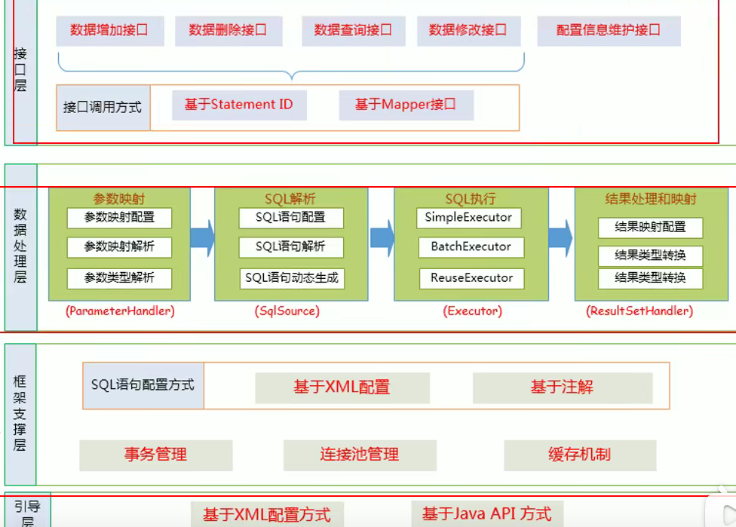 接口层
数据增加接口 数据删除接口 数据查询接口 数据修改接口 配置信息维护接口
接口调用方式 基于Statement ID 基于Mapper接口
数据处理层
参数映射
参数映射配置
参数映射解析
参数类型解析
(ParameterHandler)
SQL解析
SQL语句配置
SQL语句解析
SQL语句动态生成
(SqlSource)
SQL执行
SimpleExecutor
BatchExecutor
ReuseExecutor
(Executor)
结果处理和映射
结果映射配置
结果类型转换
结果类型转换
(ResultSetHandler)
框架支撑层
SQL语句配置方式 基于XML配置 基于注解
事务管理 连接池管理 缓存机制
引导层
基于XML配置方式 基于Java API 方式